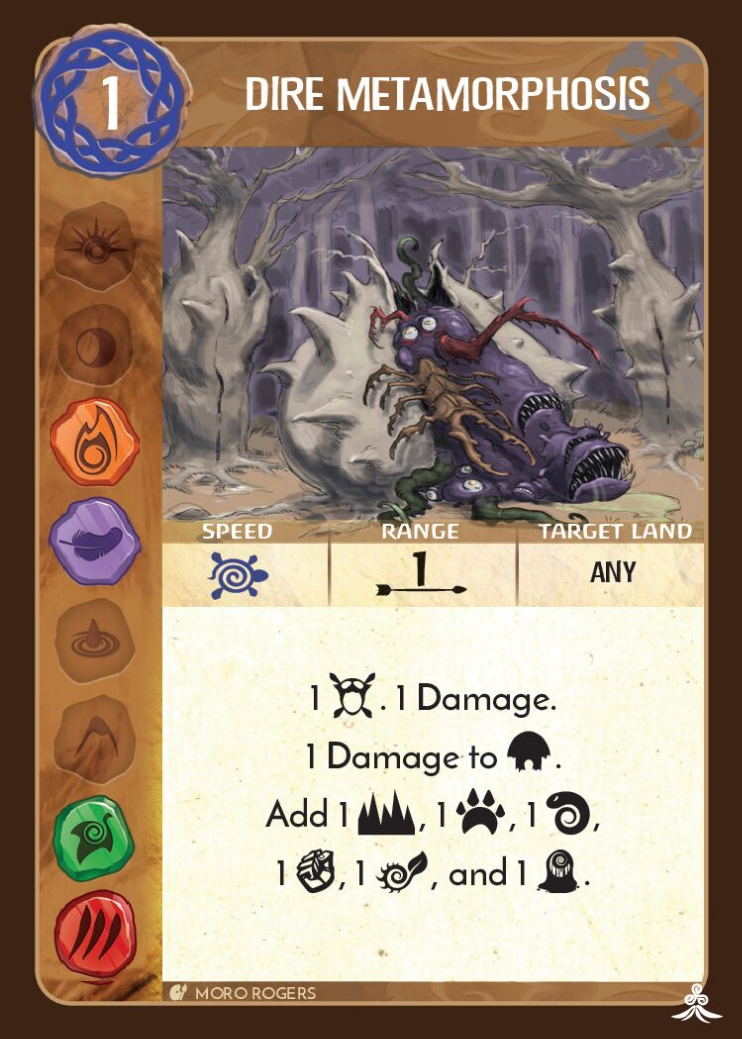 1
DIRE METAMORPHOSIS
SPEED RANGE TARGET LAND
1 ANY
1 . 1 Damage.
1 Damage to .
Add 1 , 1 , 1 ,
1 , 1 , and 1 .
MORO ROGERS